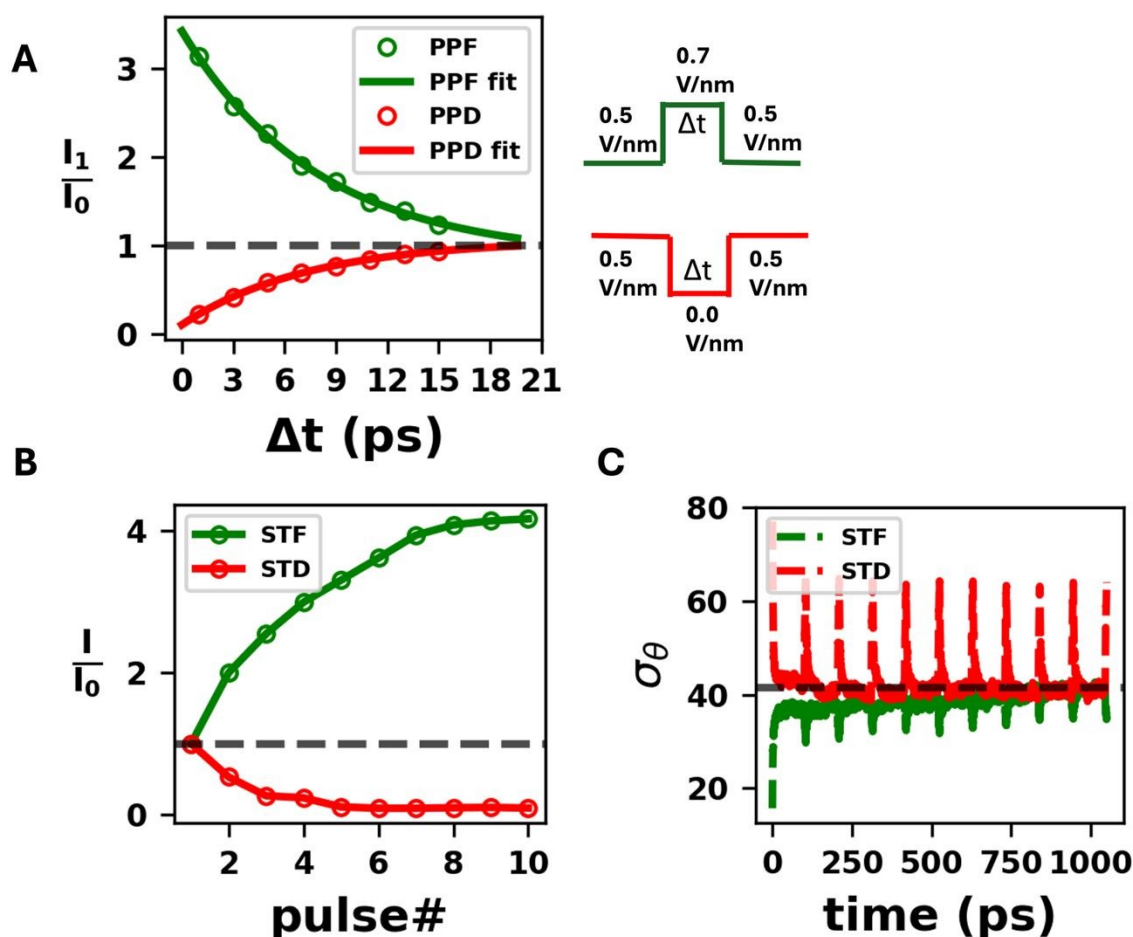 A
3
2
1
0
I₁
I₀
PPF
PPF fit
PPD
PPD fit
0 3 6 9 12 15 18 21
Δt (ps)
0.7
V/nm
0.5
V/nm
Δt
0.5
V/nm
0.5
V/nm
Δt
0.5
V/nm
0.0
V/nm
B
4
2
0
I
I₀
STF
STD
2 4 6 8 10
pulse#
C
80
60
40
20
σθ
STF
STD
0 250 500 750 1000
time (ps)